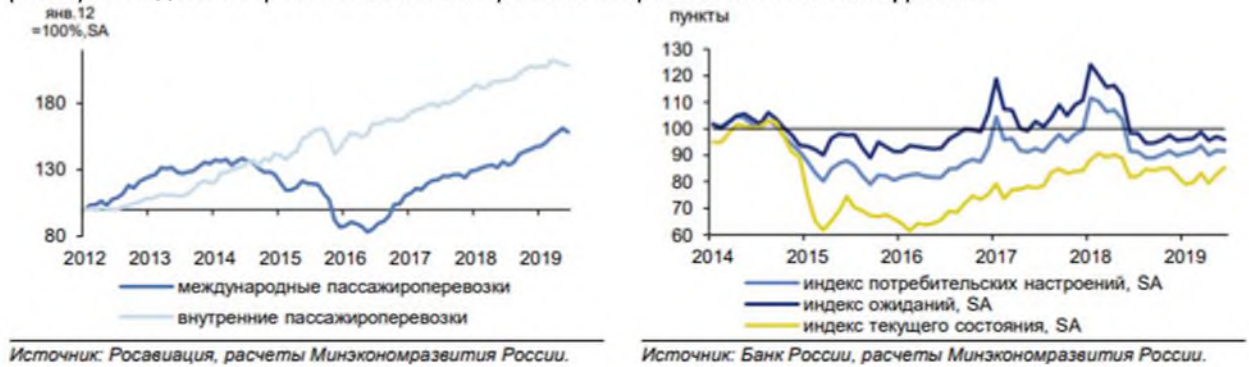 янв.12
=100%,SA
180
130
80
2012 2013 2014 2015 2016 2017 2018 2019
международные пассажироперевозки
внутренние пассажироперевозки
Источник: Росавиация, расчеты Минэкономразвития России.
пункты
130
120
110
100
90
80
70
60
2014 2015 2016 2017 2018 2019
индекс потребительских настроений, SA
индекс ожиданий, SA
индекс текущего состояния, SA
Источник: Банк России, расчеты Минэкономразвития России.